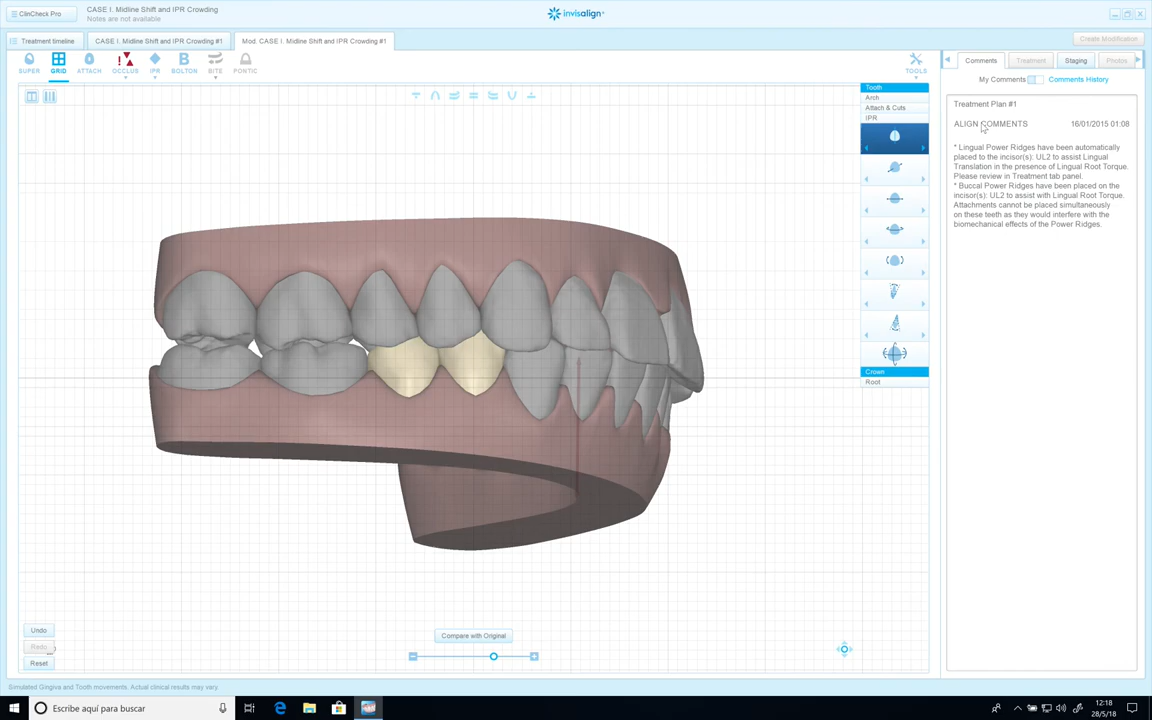 ClinCheck Pro
CASE I. Midline Shift and IPR Crowding
Notes are not available
invisalign
Create Modification
Treatment timeline
CASE I. Midline Shift and IPR Crowding #1
Mod. CASE I. Midline Shift and IPR Crowding #1
SUPER
GRID
ATTACH
OCCLUS
IPR
BOLTON
BITE
PONTIC
TOOLS
Comments
Treatment
Staging
Photos
My Comments
Comments History
Tooth
Arch
Attach & Cuts
IPR
Crown
Root
Treatment Plan #1
ALIGN COMMENTS 16/01/2015 01:08
* Lingual Power Ridges have been automatically
placed to the incisor(s): UL2 to assist Lingual
Translation in the presence of Lingual Root Torque.
Please review in Treatment tab panel.
* Buccal Power Ridges have been placed on the
incisor(s): UL2 to assist with Lingual Root Torque.
Attachments cannot be placed simultaneously
on these teeth as they would interfere with the
biomechanical effects of the Power Ridges.
Undo
Redo
Reset
Compare with Original
Simulated Gingiva and Tooth movements. Actual clinical results may vary.
Escribe aquí para buscar
12:18
28/5/18